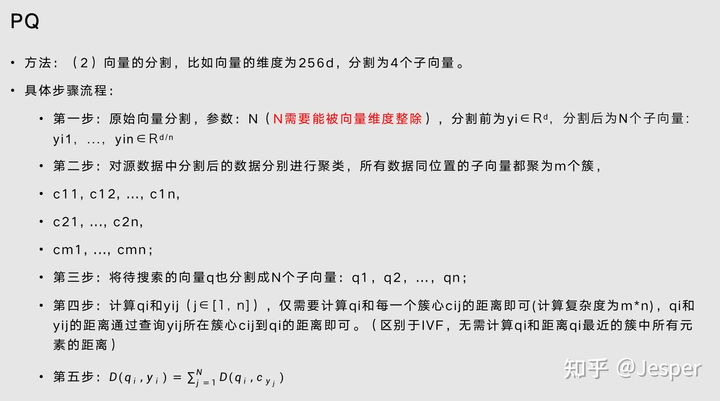 PQ
• 方法：（2）向量的分割，比如向量的维度为256d，分割为4个子向量。
• 具体步骤流程：
• 第一步：原始向量分割，参数：N（N需要能被向量维度整除），分割前为yi∈ℝᵈ，分割后为N个子向量：
yi1，...，yin∈ℝᵈ/ⁿ
• 第二步：对源数据中分割后的数据分别进行聚类，所有数据同位置的子向量都聚为m个簇，
• c11, c12, ..., c1n,
• c21, ..., c2n,
• cm1, ..., cmn；
• 第三步：将待搜索的向量q也分割成N个子向量：q1，q2，...，qn；
• 第四步：计算qi和yij（j∈[1, n]），仅需要计算qi和每一个簇心cij的距离即可(计算复杂度为m*n)，qi和
yij的距离通过查询yij所在簇心cij到qi的距离即可。（区别于IVF，无需计算qi和距离qi最近的簇中所有元
素的距离）
• 第五步：D(qᵢ, yᵢ) = ∑ᴺⱼ₌₁ D(qᵢ, c_yⱼ)
知乎 @Jesper